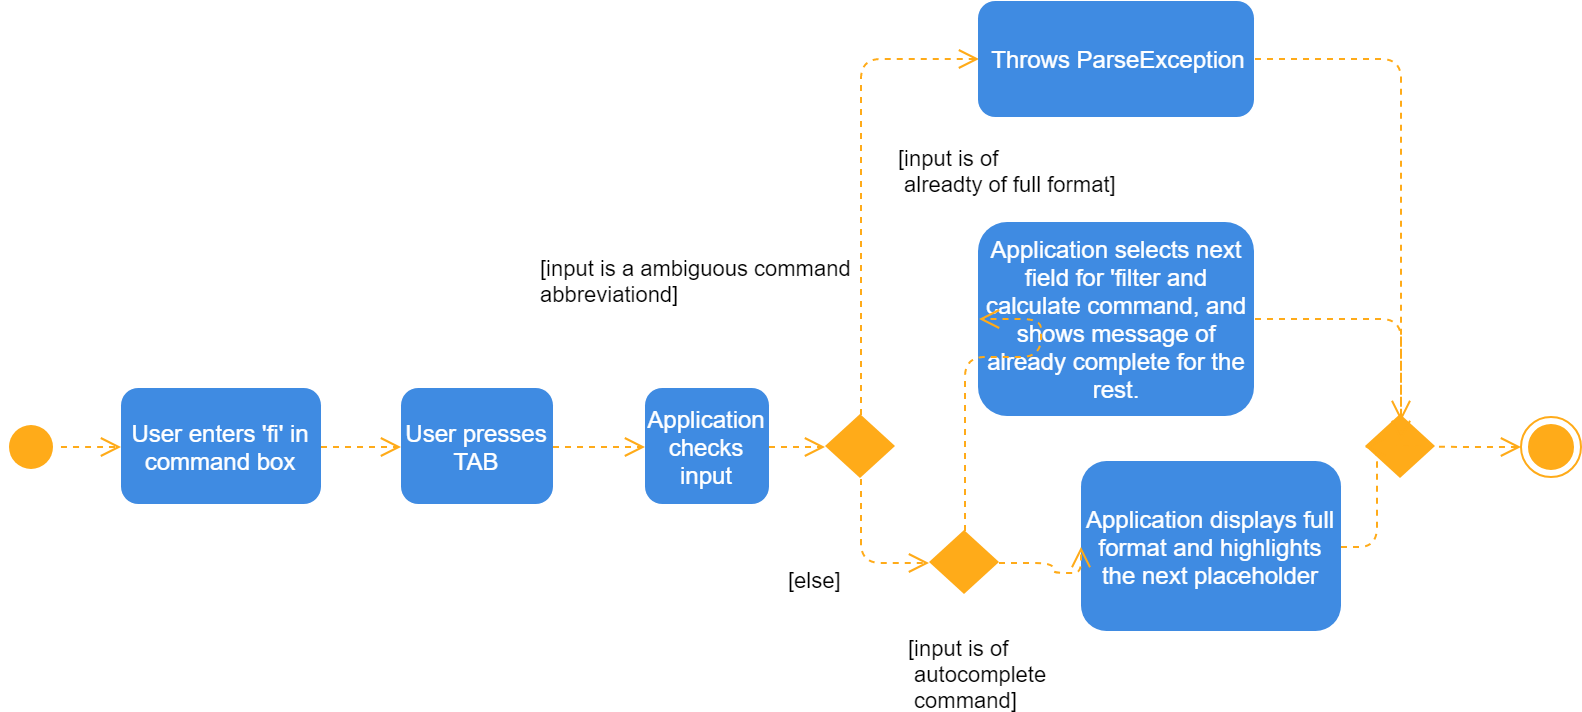 Throws ParseException
[input is of
alreadty of full format]
[input is a ambiguous command
abbreviationd]
Application selects next
field for 'filter and
calculate command, and
shows message of
already complete for the
rest.
User enters 'fi' in
command box
User presses
TAB
Application
checks
input
[else]
Application displays full
format and highlights
the next placeholder
[input is of
autocomplete
command]